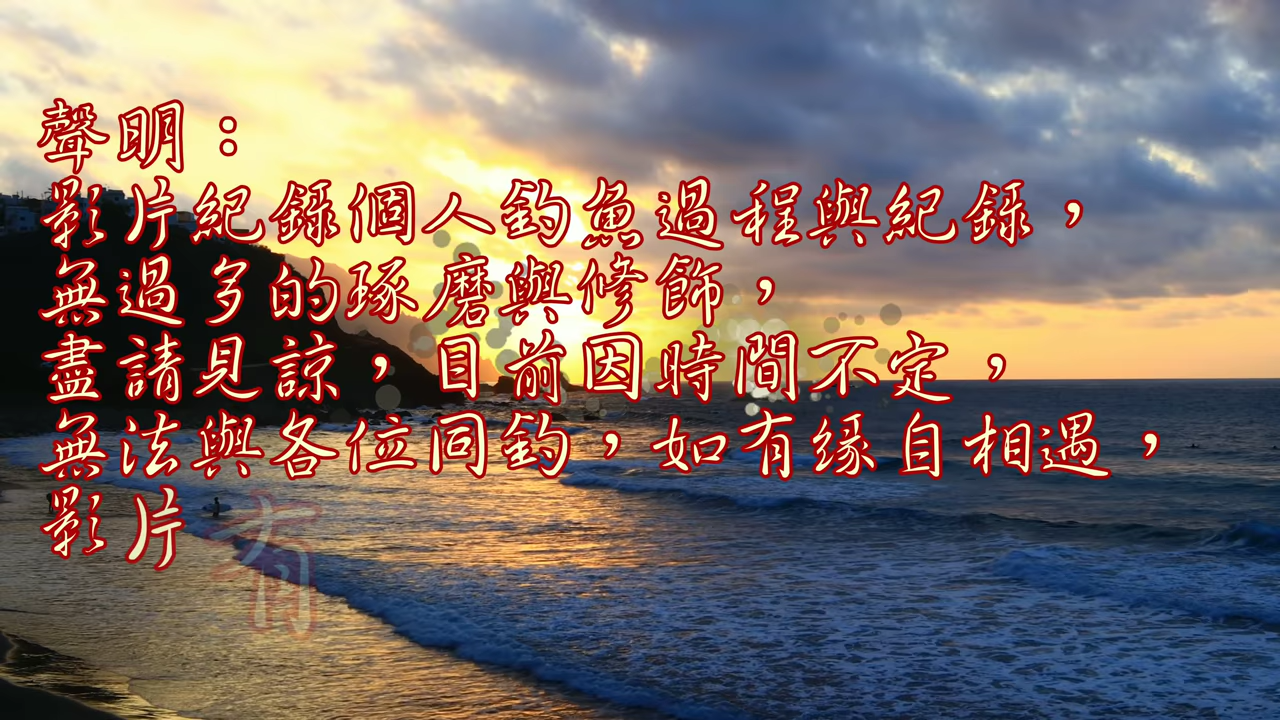 聲明：
影片紀錄個人釣魚過程與紀錄，
無過多的琢磨與修飾，
盡請見諒，目前因時間不定，
無法與各位同釣，如有緣自相遇，
影片有